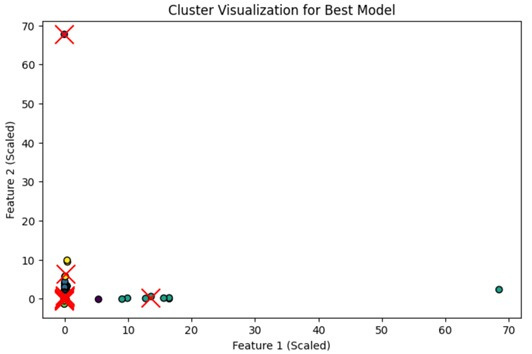 Cluster Visualization for Best Model
70
60
50
40
30
20
10
0
Feature 2 (Scaled)
0 10 20 30 40 50 60 70
Feature 1 (Scaled)